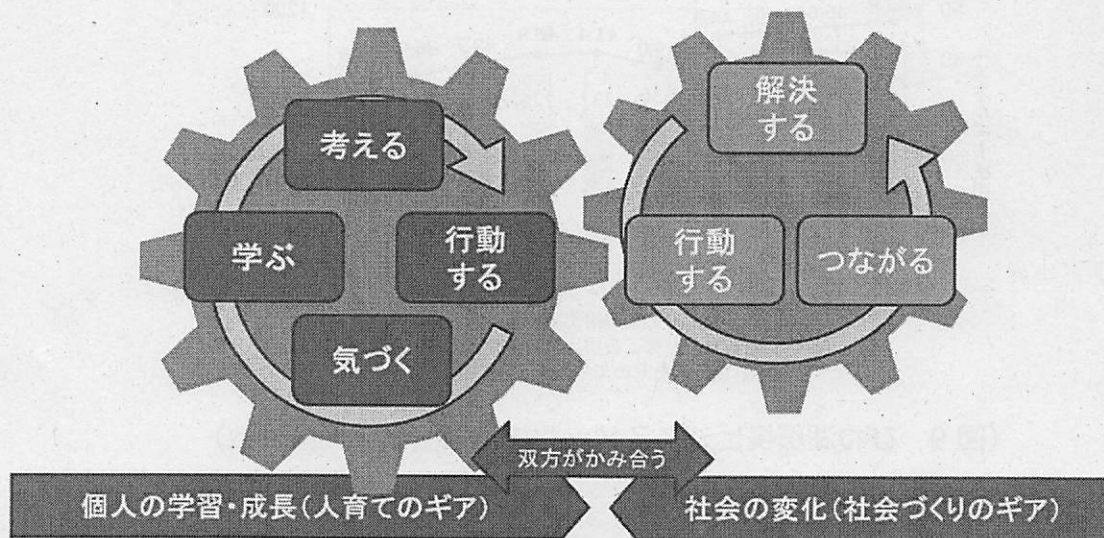 考える
学ぶ
行動
する
気づく
解決
する
行動
する
つながる
双方がかみ合う
個人の学習・成長(人育てのギア)
社会の変化(社会づくりのギア)